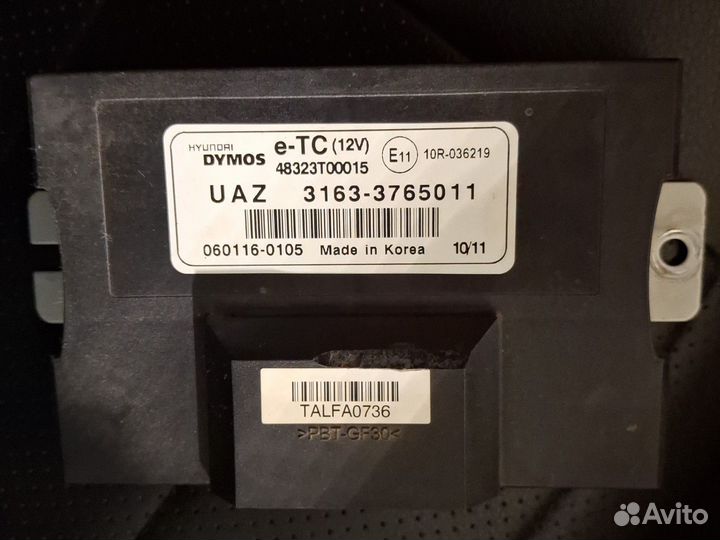 HYUNDAI
DYMOS
e-TC (12V)
48323T00015
E11
10R-036219
UAZ 3163-3765011
060116-0105 Made in Korea 10/11
TALFA0736
>PBT-GF30<
Avito